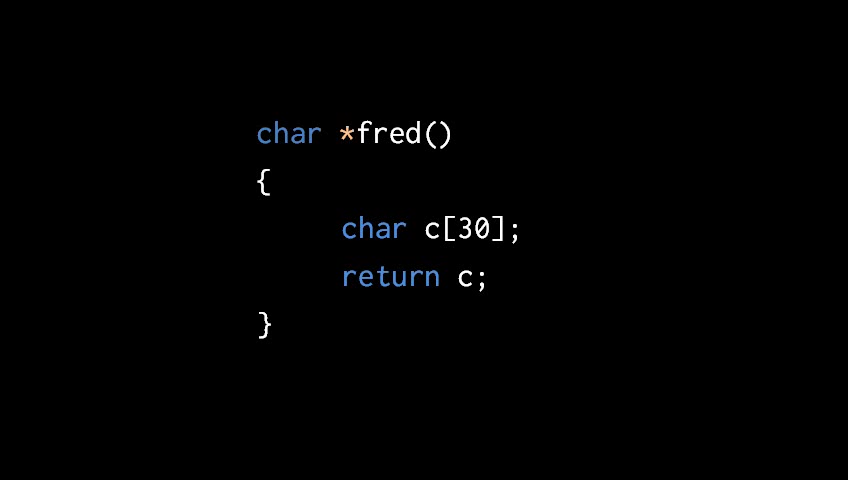 char *fred()
{
char c[30];
return c;
}